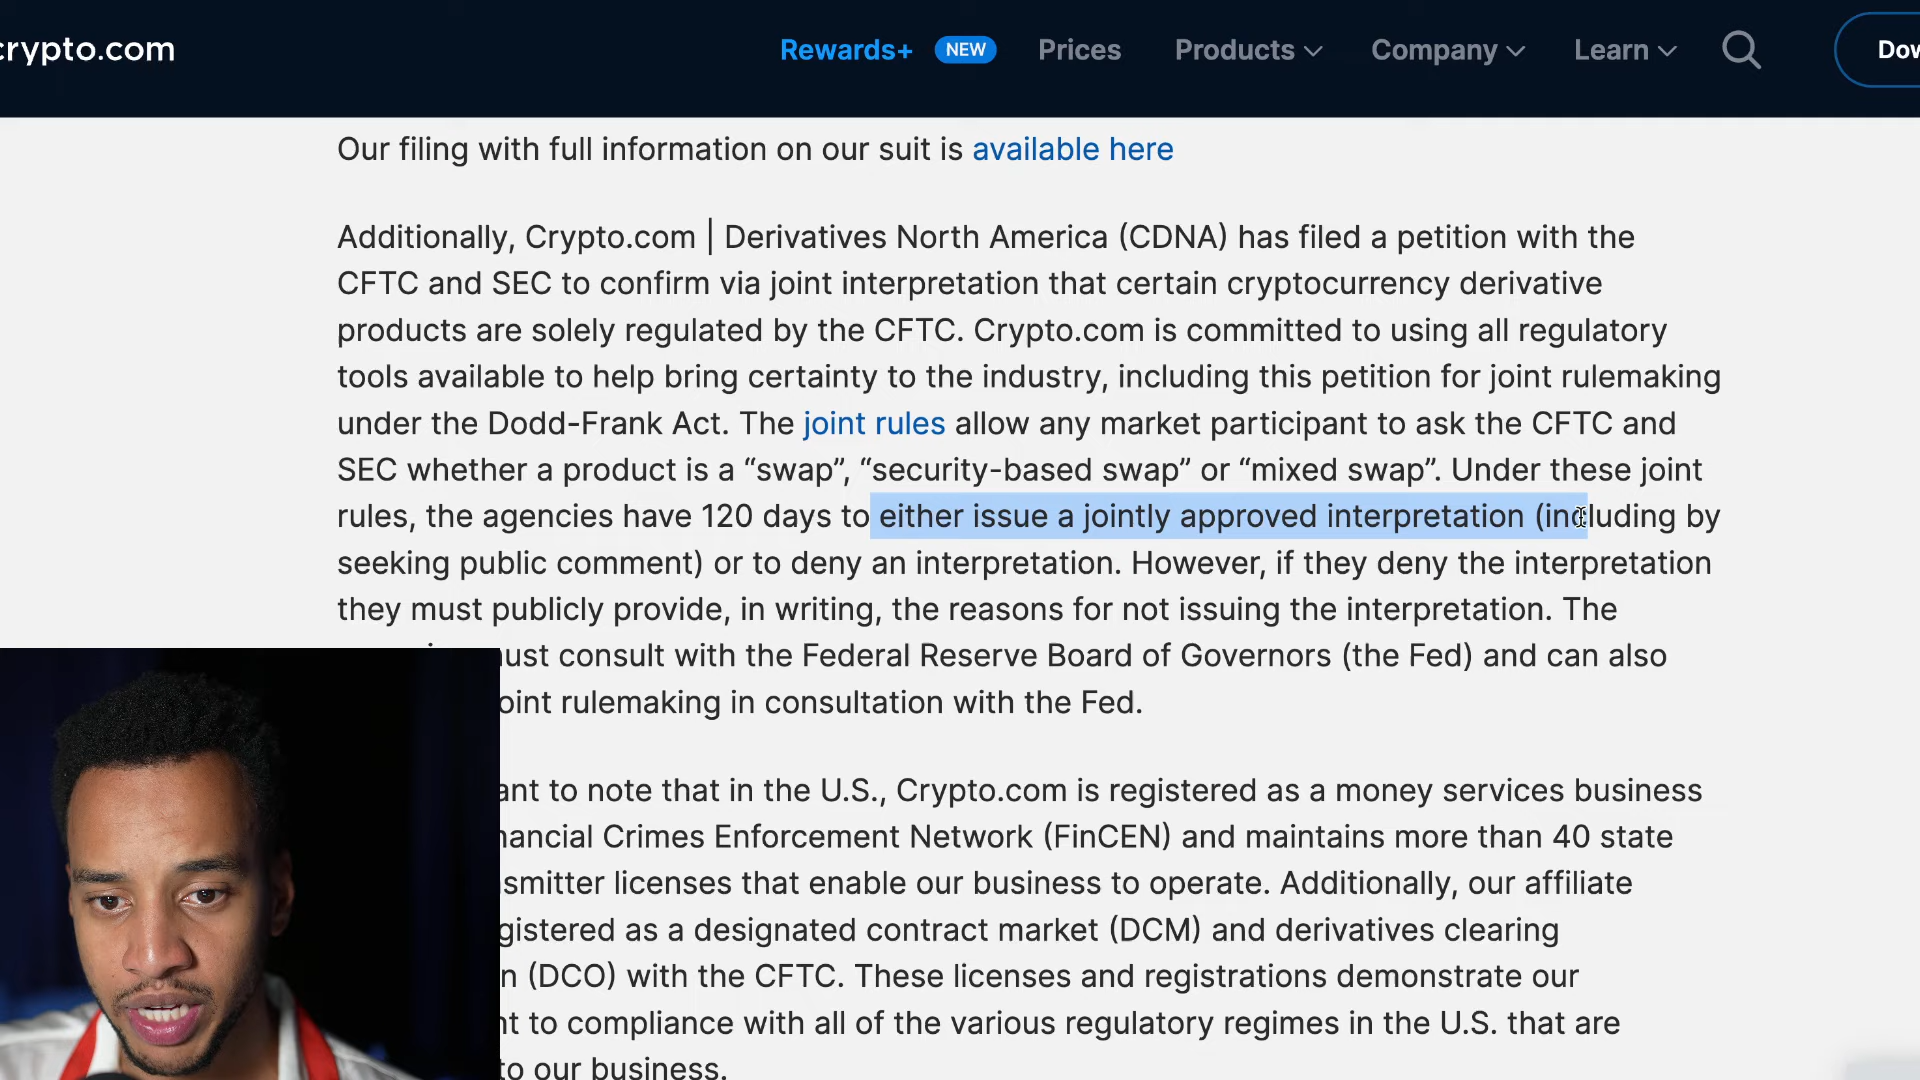 crypto.com
Rewards+ NEW Prices Products Company Learn
Our filing with full information on our suit is available here
Additionally, Crypto.com | Derivatives North America (CDNA) has filed a petition with the
CFTC and SEC to confirm via joint interpretation that certain cryptocurrency derivative
products are solely regulated by the CFTC. Crypto.com is committed to using all regulatory
tools available to help bring certainty to the industry, including this petition for joint rulemaking
under the Dodd-Frank Act. The joint rules allow any market participant to ask the CFTC and
SEC whether a product is a “swap”, “security-based swap” or “mixed swap”. Under these joint
rules, the agencies have 120 days to either issue a jointly approved interpretation (including by
seeking public comment) or to deny an interpretation. However, if they deny the interpretation
they must publicly provide, in writing, the reasons for not issuing the interpretation. The
must consult with the Federal Reserve Board of Governors (the Fed) and can also
joint rulemaking in consultation with the Fed.
to note that in the U.S., Crypto.com is registered as a money services business
Crimes Enforcement Network (FinCEN) and maintains more than 40 state
licenses that enable our business to operate. Additionally, our affiliate
as a designated contract market (DCM) and derivatives clearing
(DCO) with the CFTC. These licenses and registrations demonstrate our
to compliance with all of the various regulatory regimes in the U.S. that are
to our business.